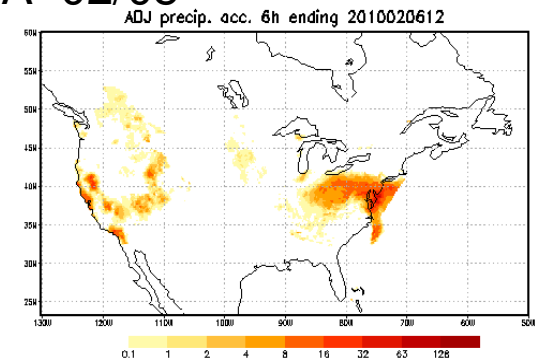 ADJ precip. acc. 6h ending 2010020612
60N
55N
50N
45N
40N
35N
30N
25N
130W 120W 110W 100W 90W 80W 70W 60W 50W
0.1 1 2 4 8 16 32 63 128